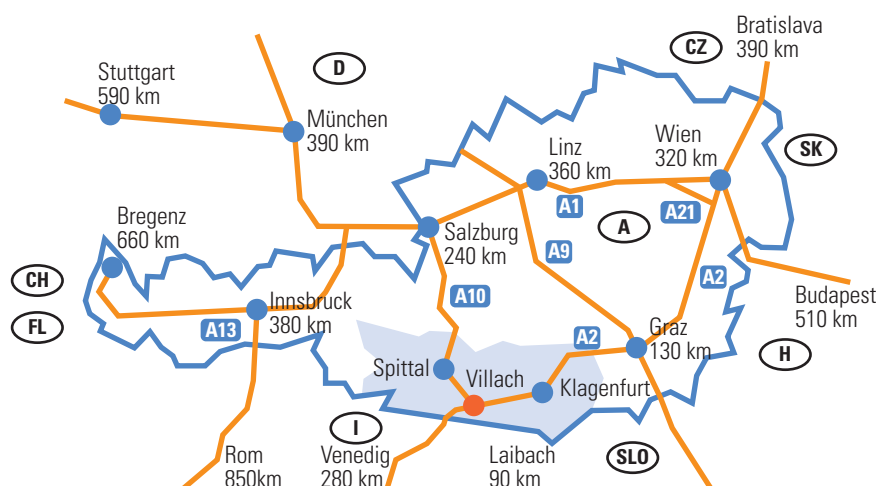 Bratislava
390 km
CZ
D
Stuttgart
590 km
München
390 km
Linz
360 km
Wien
320 km
SK
A1
A21
A
Bregenz
660 km
Salzburg
240 km
A9
A2
CH
A10
Budapest
510 km
FL
A13
Innsbruck
380 km
A2
Graz
130 km
H
Spittal
Villach
Klagenfurt
I
Rom
850km
Venedig
280 km
Laibach
90 km
SLO